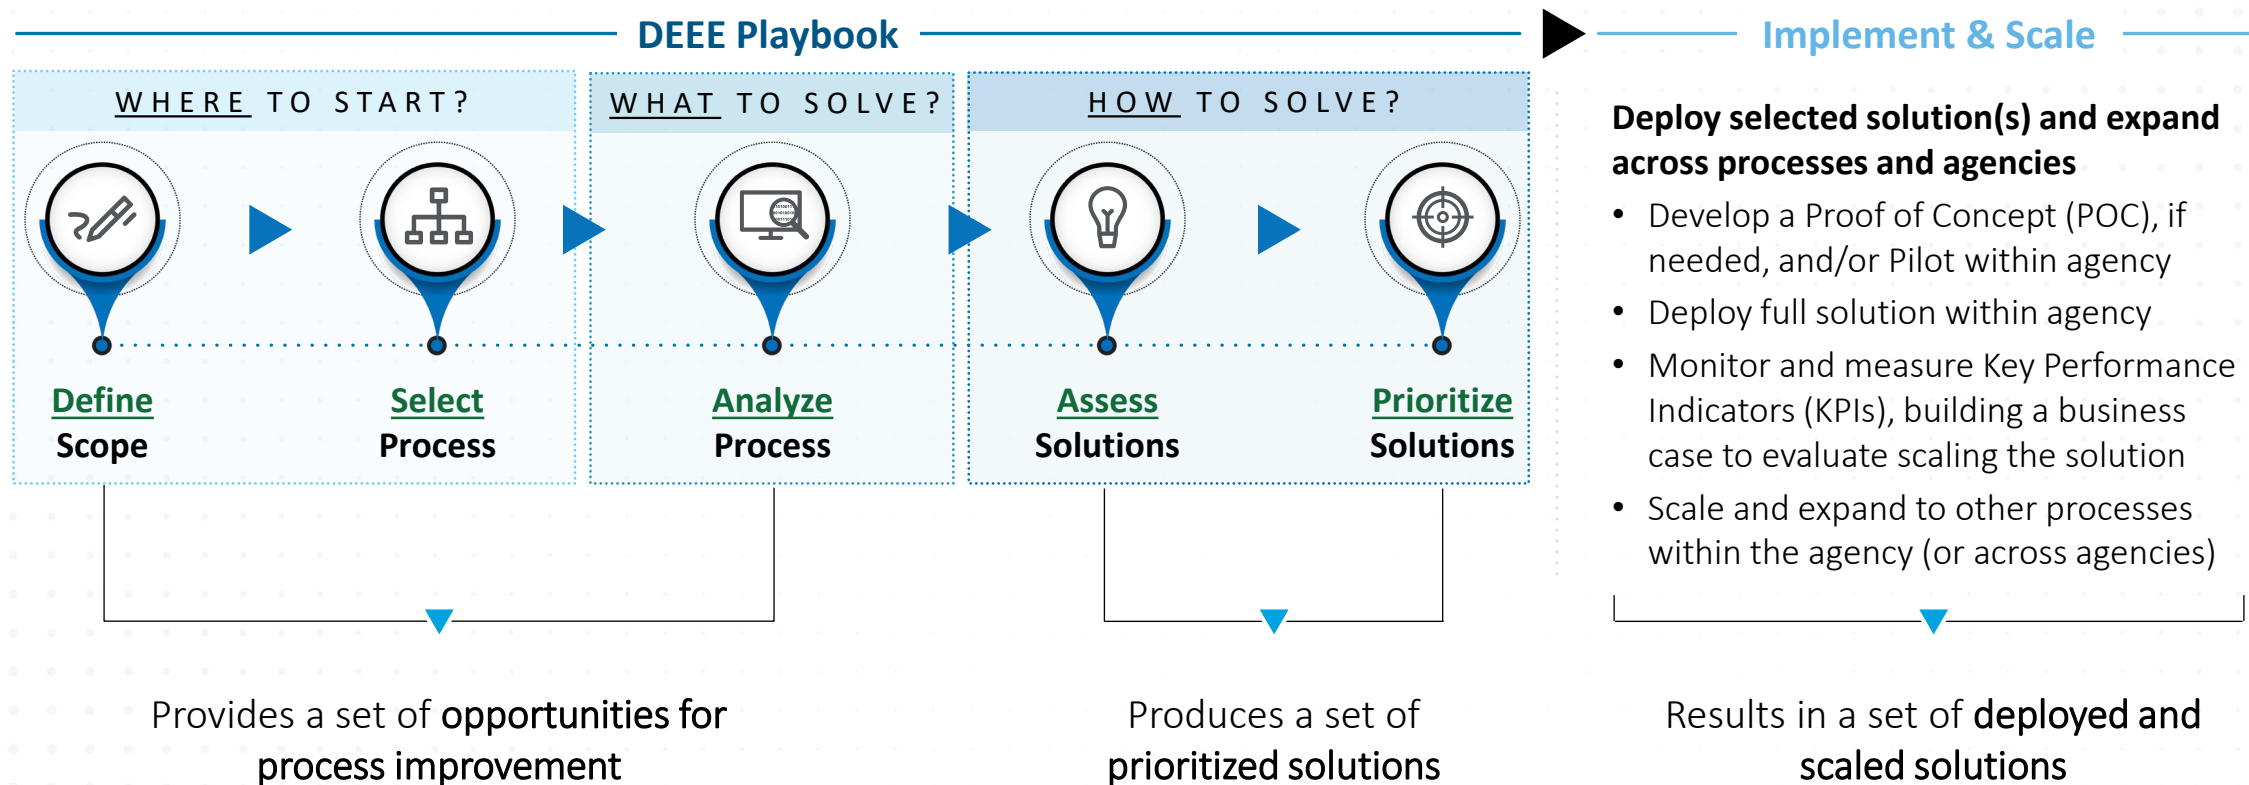 DEEE Playbook
Implement & Scale
WHERE TO START?
WHAT TO SOLVE?
HOW TO SOLVE?
Define
Scope
Select
Process
Analyze
Process
Assess
Solutions
Prioritize
Solutions
Deploy selected solution(s) and expand
across processes and agencies
• Develop a Proof of Concept (POC), if
needed, and/or Pilot within agency
• Deploy full solution within agency
• Monitor and measure Key Performance
Indicators (KPIs), building a business
case to evaluate scaling the solution
• Scale and expand to other processes
within the agency (or across agencies)
Provides a set of opportunities for
process improvement
Produces a set of
prioritized solutions
Results in a set of deployed and
scaled solutions